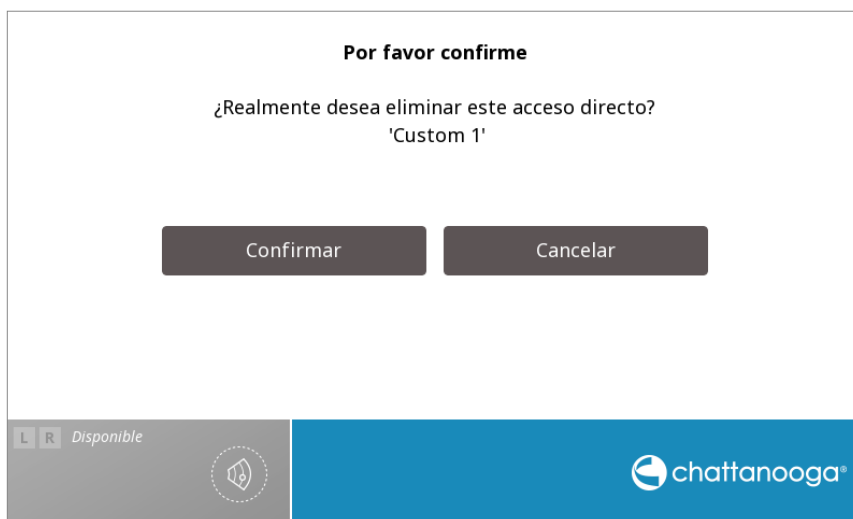 Por favor confirme
¿Realmente desea eliminar este acceso directo?
'Custom 1'
Confirmar
Cancelar
L R Disponible
chattanooga®